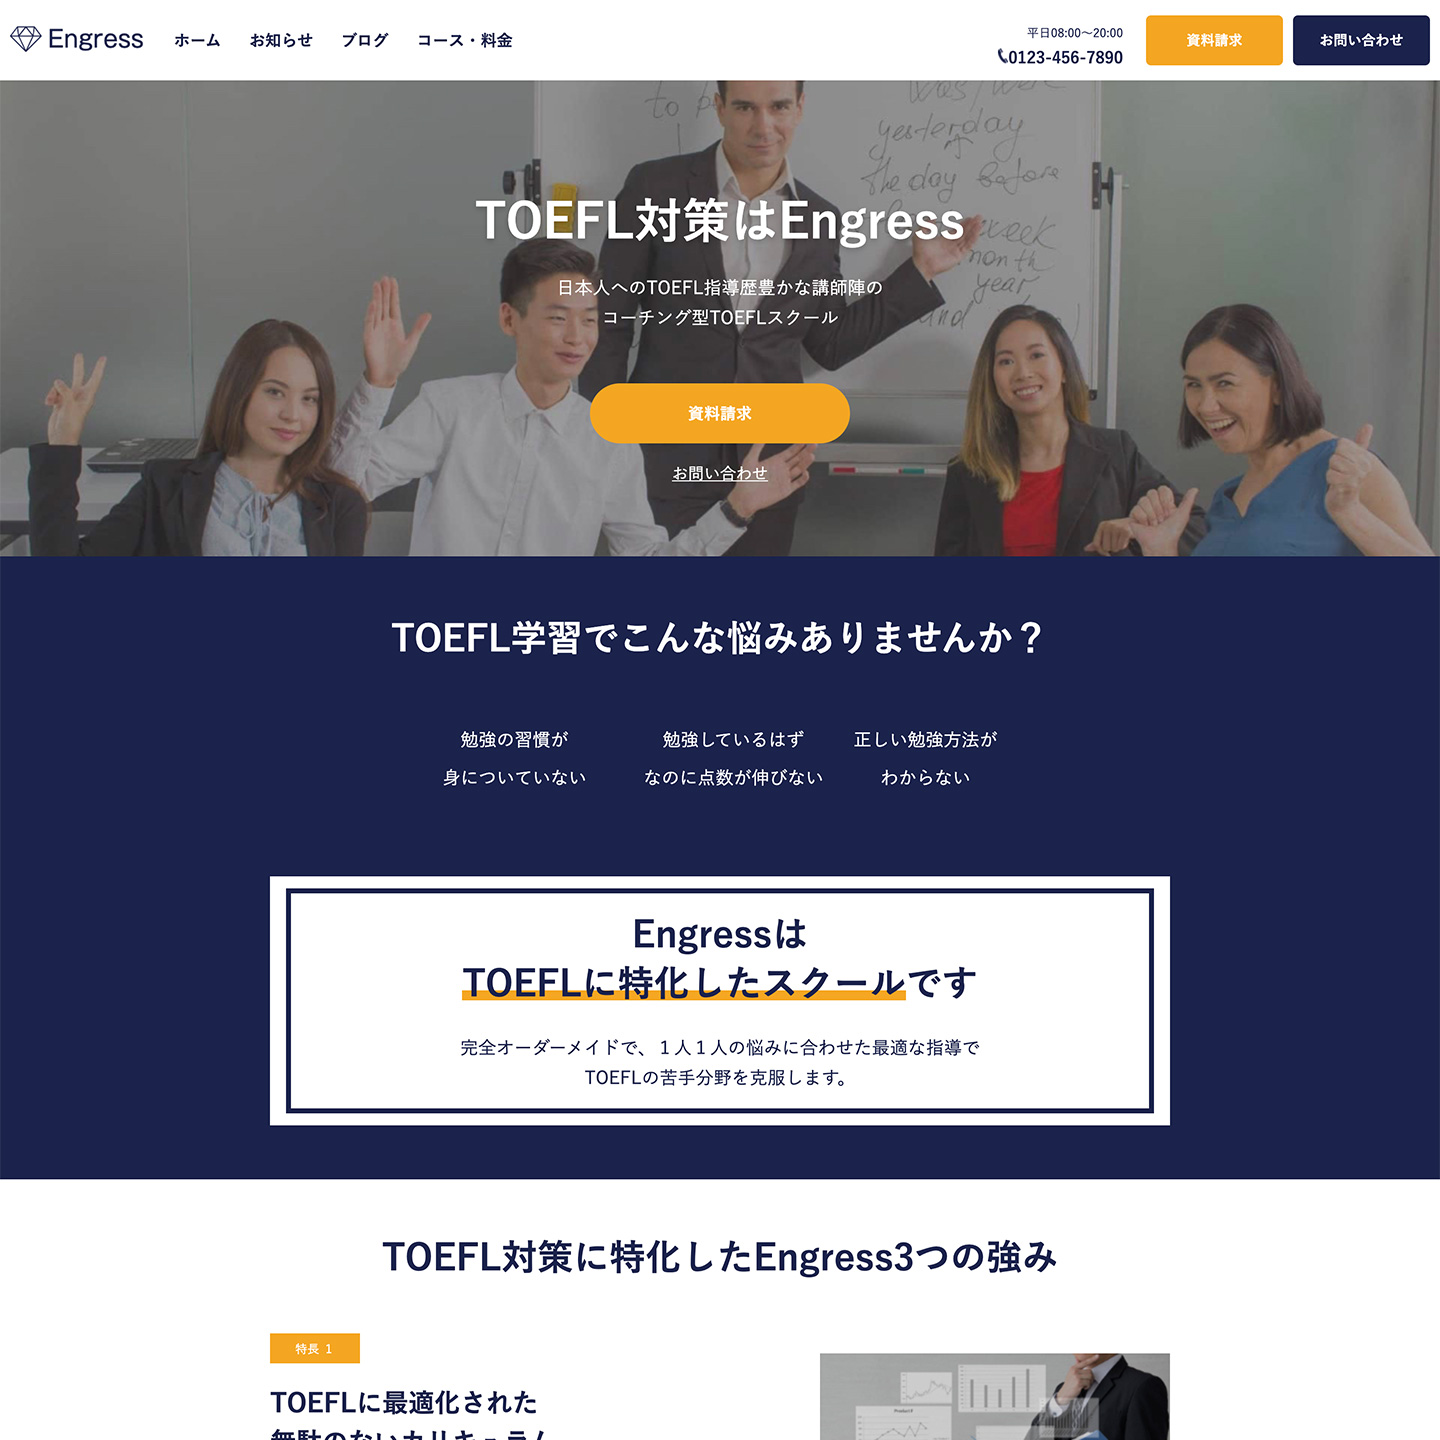 Engress
ホーム
お知らせ
ブログ
コース・料金
平日08:00〜20:00
0123-456-7890
資料請求
お問い合わせ
was/were
yesterday
the day before
week
month
year
TOEFL対策はEngress
日本人へのTOEFL指導歴豊かな講師陣の
コーチング型TOEFLスクール
資料請求
お問い合わせ
TOEFL学習でこんな悩みありませんか？
勉強の習慣が
身についていない
勉強しているはず
なのに点数が伸びない
正しい勉強方法が
わからない
Engressは
TOEFLに特化したスクールです
完全オーダーメイドで、１人１人の悩みに合わせた最適な指導で
TOEFLの苦手分野を克服します。
TOEFL対策に特化したEngress3つの強み
特長 1
TOEFLに最適化された
無駄のないカリキュラム